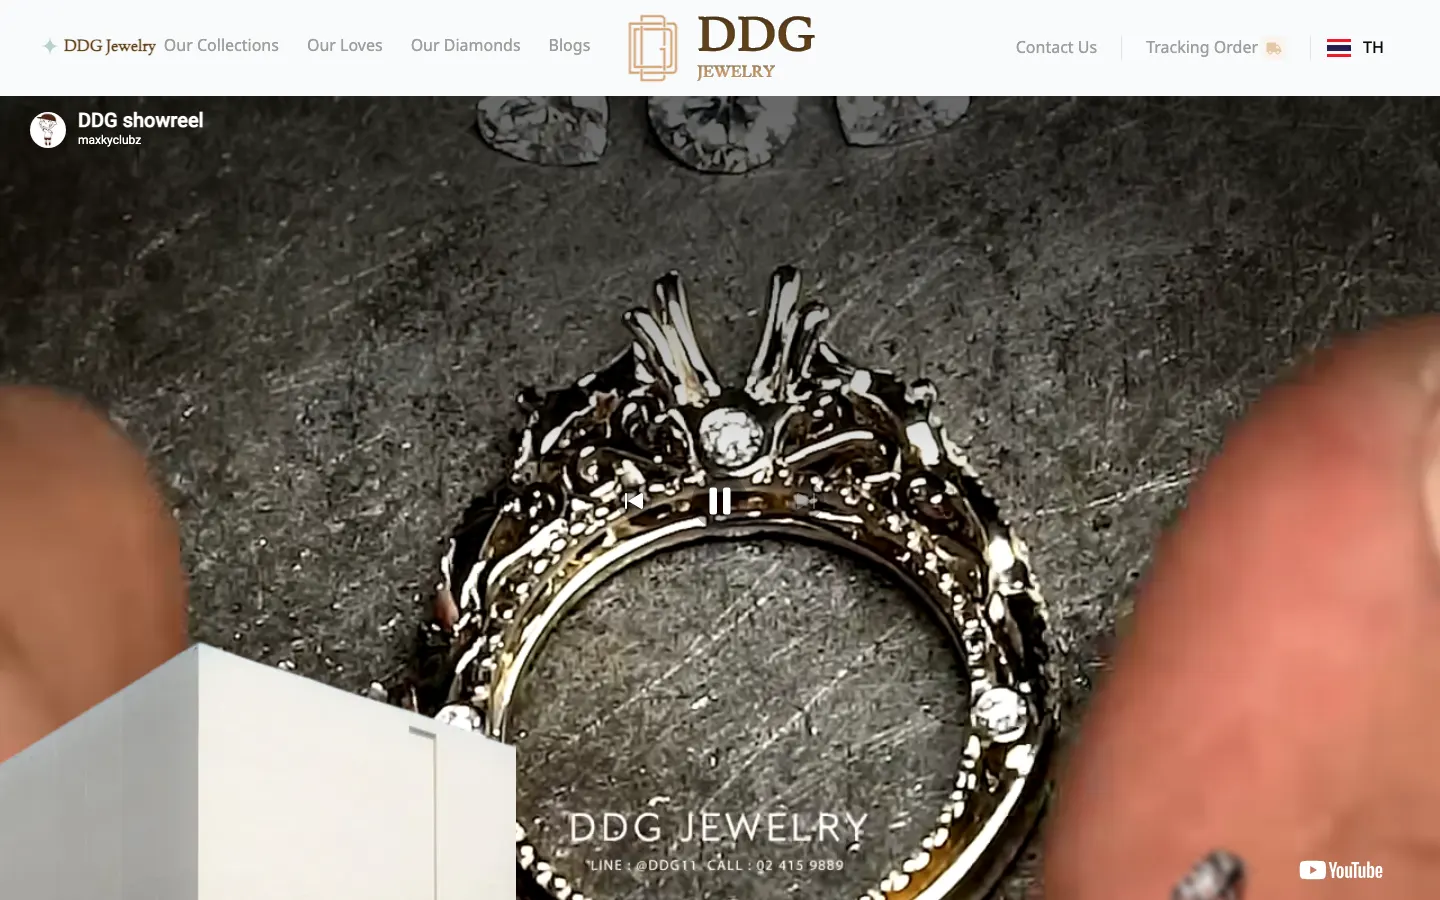 DDG Jewelry Our Collections Our Loves Our Diamonds Blogs
DDG
JEWELRY
Contact Us Tracking Order TH
DDG showreel
maxkyclubz
DDG JEWELRY
LINE : @DDG11 CALL : 02 415 9889
YouTube